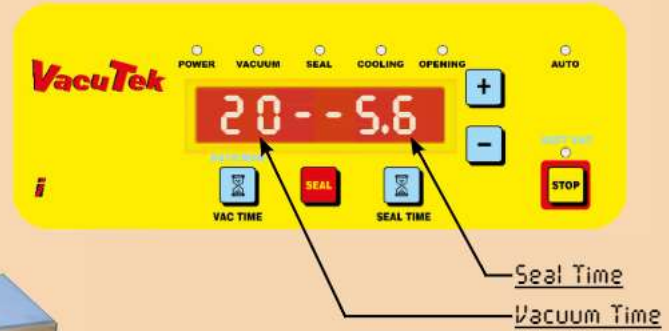 VacuTek
POWER VACUUM SEAL COOLING OPENING AUTO
20--5.6
+
-
SEAL
STOP
VAC TIME SEAL TIME
Seal Time
Vacuum Time